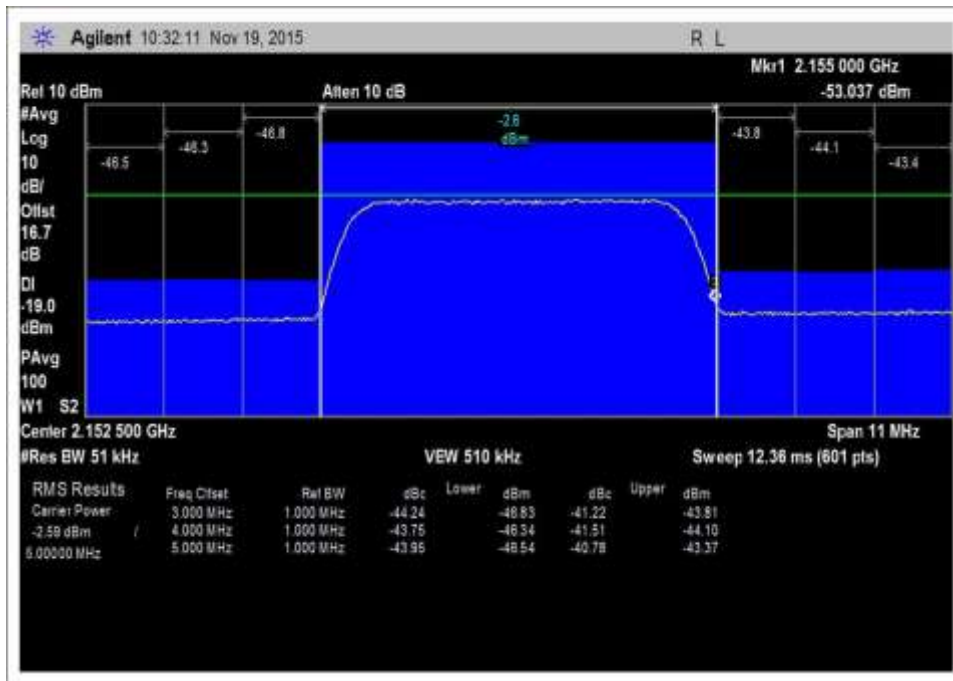 Agilent 10:32:11 Nov 19, 2015 R L
Mkr1 2.155 000 GHz
Ref 10 dBm Atten 10 dB -53.037 dBm
#Avg
Log
10
dB/
Offst
16.7
dB
DI
-19.0
dBm
PAvg
100
W1 S2
-46.5 -46.3 -46.8 -2.6 -43.8 -44.1 -43.4
dBm
Center 2.152 500 GHz Span 11 MHz
#Res BW 51 kHz VBW 510 kHz Sweep 12.36 ms (601 pts)
RMS Results Freq Offset Ref BW dBc Lower dBm dBc Upper dBm
Carrier Power 3.000 MHz 1.000 MHz -44.24 -46.83 -41.22 -43.81
-2.59 dBm / 4.000 MHz 1.000 MHz -43.75 -46.34 -41.51 -44.10
5.00000 MHz 5.000 MHz 1.000 MHz -43.95 -46.54 -40.78 -43.37